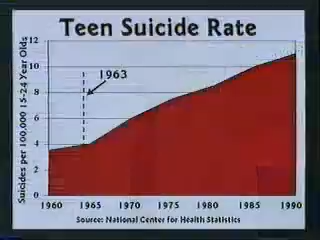 Teen Suicide Rate
Suicides per 100,000 15-24 Year Olds
12
10
8
6
4
2
0
1963
1960 1965 1970 1975 1980 1985 1990
Source: National Center for Health Statistics